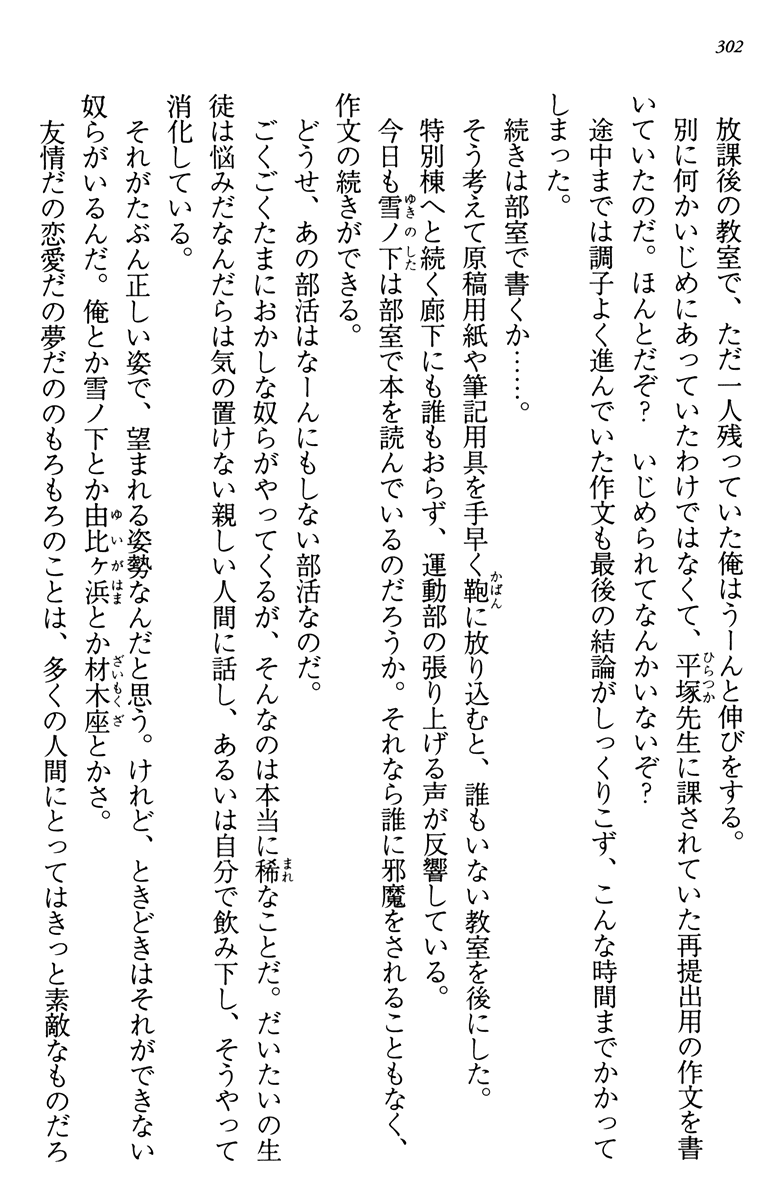 302
放課後の教室で、ただ一人残っていた俺はうーんと伸びをする。
別に何かいじめにあっていたわけではなくて、平塚先生に課されていた再提出用の作文を書
いていたのだ。ほんとだぞ？　いじめられてなんかいないぞ？
途中までは調子よく進んでいた作文も最後の結論がしっくりこず、こんな時間までかかって
しまった。
続きは部室で書くか……。
そう考えて原稿用紙や筆記用具を手早く鞄に放り込むと、誰もいない教室を後にした。
特別棟へと続く廊下にも誰もおらず、運動部の張り上げる声が反響している。
今日も雪ノ下は部室で本を読んでいるのだろうか。それなら誰に邪魔をされることもなく、
作文の続きができる。
どうせ、あの部活はなーんにもしない部活なのだ。
ごくごくたまにおかしな奴らがやってくるが、そんなのは本当に稀なことだ。だいたいの生
徒は悩みだなんだらは気の置けない親しい人間に話し、あるいは自分で飲み下し、そうやって
消化している。
それがたぶん正しい姿で、望まれる姿勢なんだと思う。けれど、ときどきはそれができない
奴らがいるんだ。俺とか雪ノ下とか由比ヶ浜とか材木座とかさ。
友情だの恋愛だの夢だののもろもろのことは、多くの人間にとってはきっと素敵なものだろ